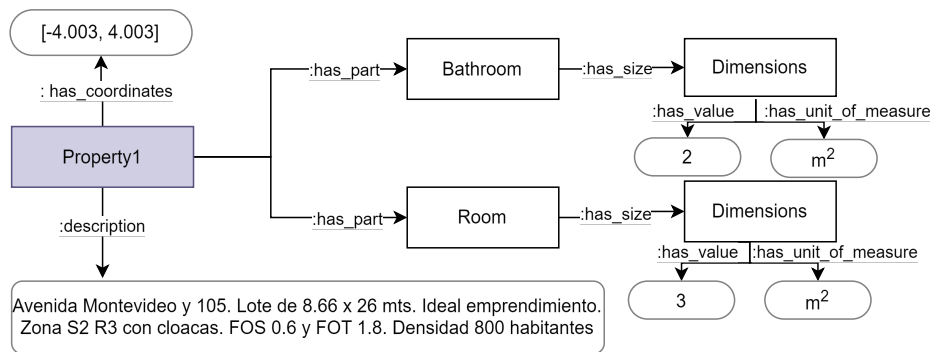 [-4.003, 4.003]
: has_coordinates
Property1
:description
:has_part
Bathroom
:has_size
Dimensions
:has_value
:has_unit_of_measure
2
m²
:has_part
Room
:has_size
Dimensions
:has_value
:has_unit_of_measure
3
m²
Avenida Montevideo y 105. Lote de 8.66 x 26 mts. Ideal emprendimiento.
Zona S2 R3 con cloacas. FOS 0.6 y FOT 1.8. Densidad 800 habitantes